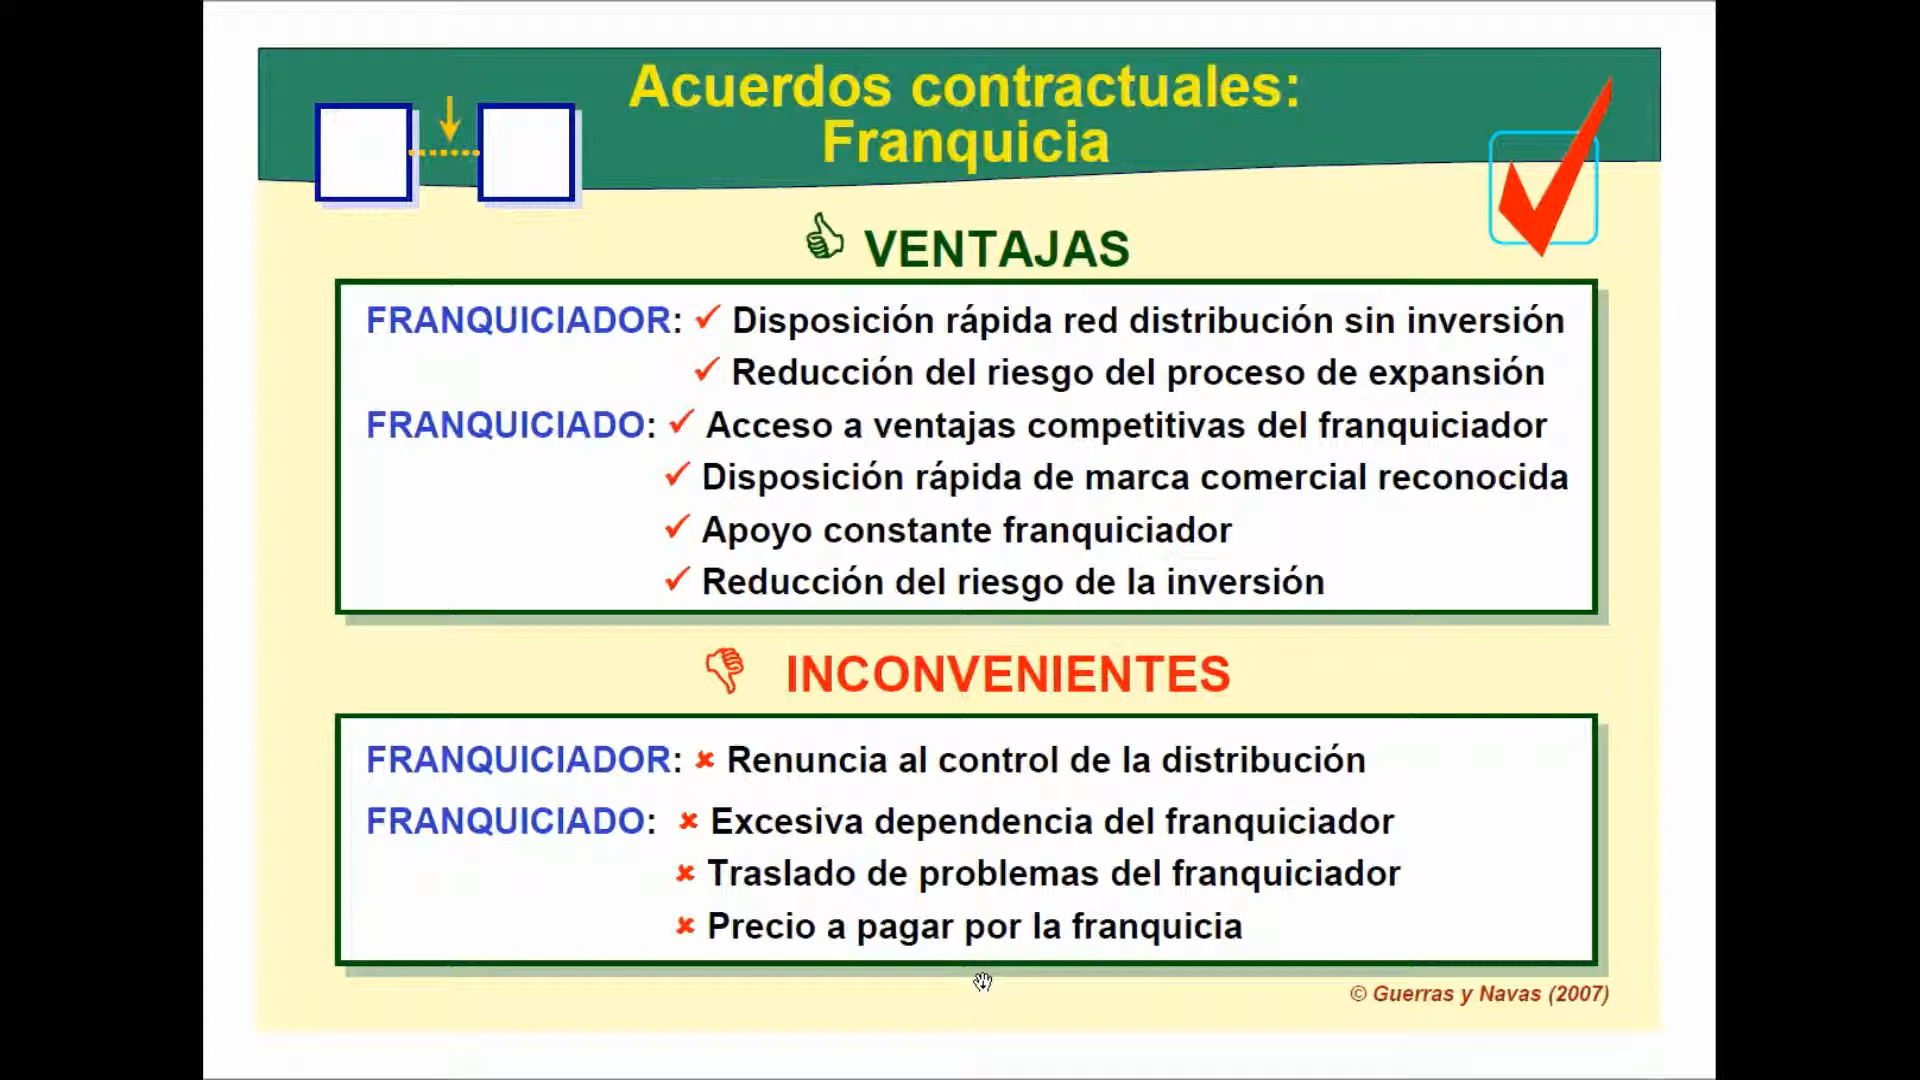 Acuerdos contractuales:
Franquicia
VENTAJAS
FRANQUICIADOR: ✓ Disposición rápida red distribución sin inversión
✓ Reducción del riesgo del proceso de expansión
FRANQUICIADO: ✓ Acceso a ventajas competitivas del franquiciador
✓ Disposición rápida de marca comercial reconocida
✓ Apoyo constante franquiciador
✓ Reducción del riesgo de la inversión
INCONVENIENTES
FRANQUICIADOR: ✘ Renuncia al control de la distribución
FRANQUICIADO: ✘ Excesiva dependencia del franquiciador
✘ Traslado de problemas del franquiciador
✘ Precio a pagar por la franquicia
© Guerras y Navas (2007)